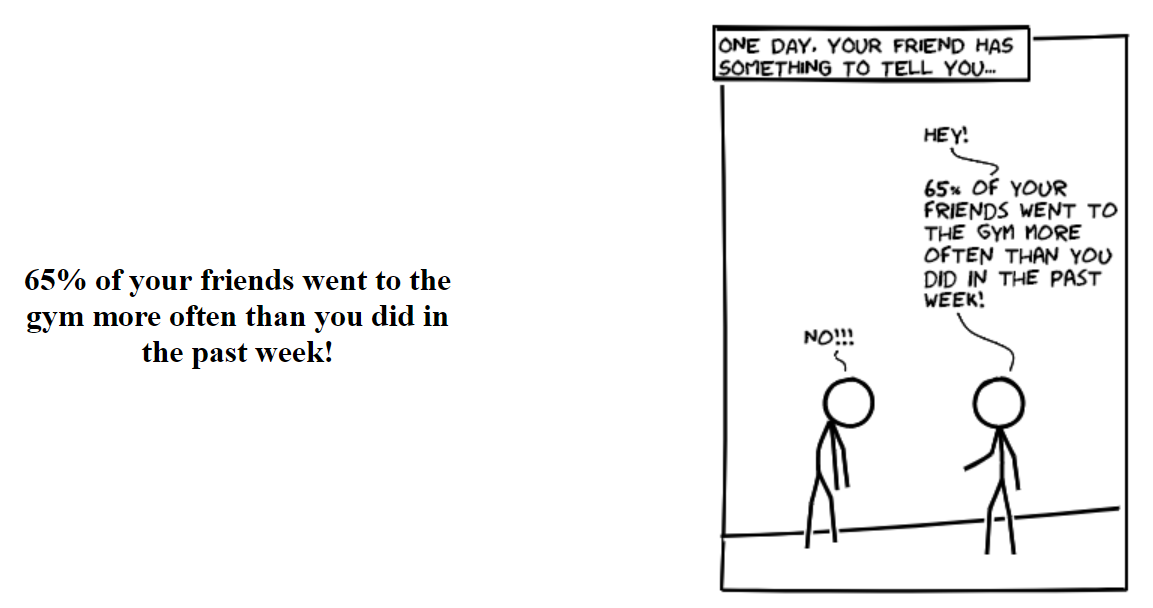 65% of your friends went to the
gym more often than you did in
the past week!
ONE DAY, YOUR FRIEND HAS
SOMETHING TO TELL YOU...
HEY!
65% OF YOUR
FRIENDS WENT TO
THE GYM MORE
OFTEN THAN YOU
DID IN THE PAST
WEEK!
NO!!!